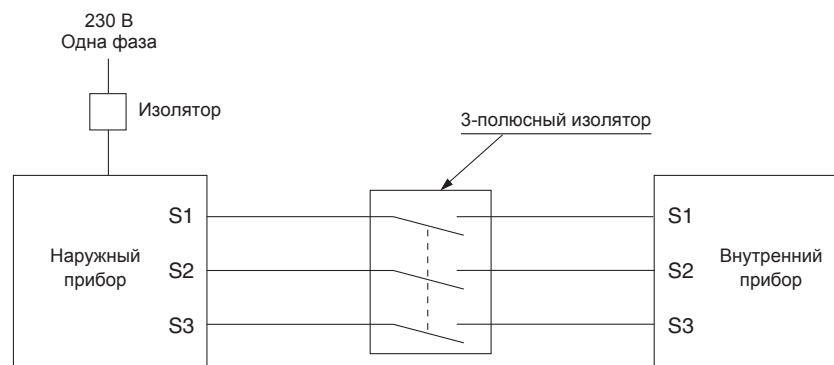 230 В
Одна фаза
Изолятор
3-полюсный изолятор
S1
S1
Наружный
прибор
S2
Внутренний
прибор
S2
S3
S3